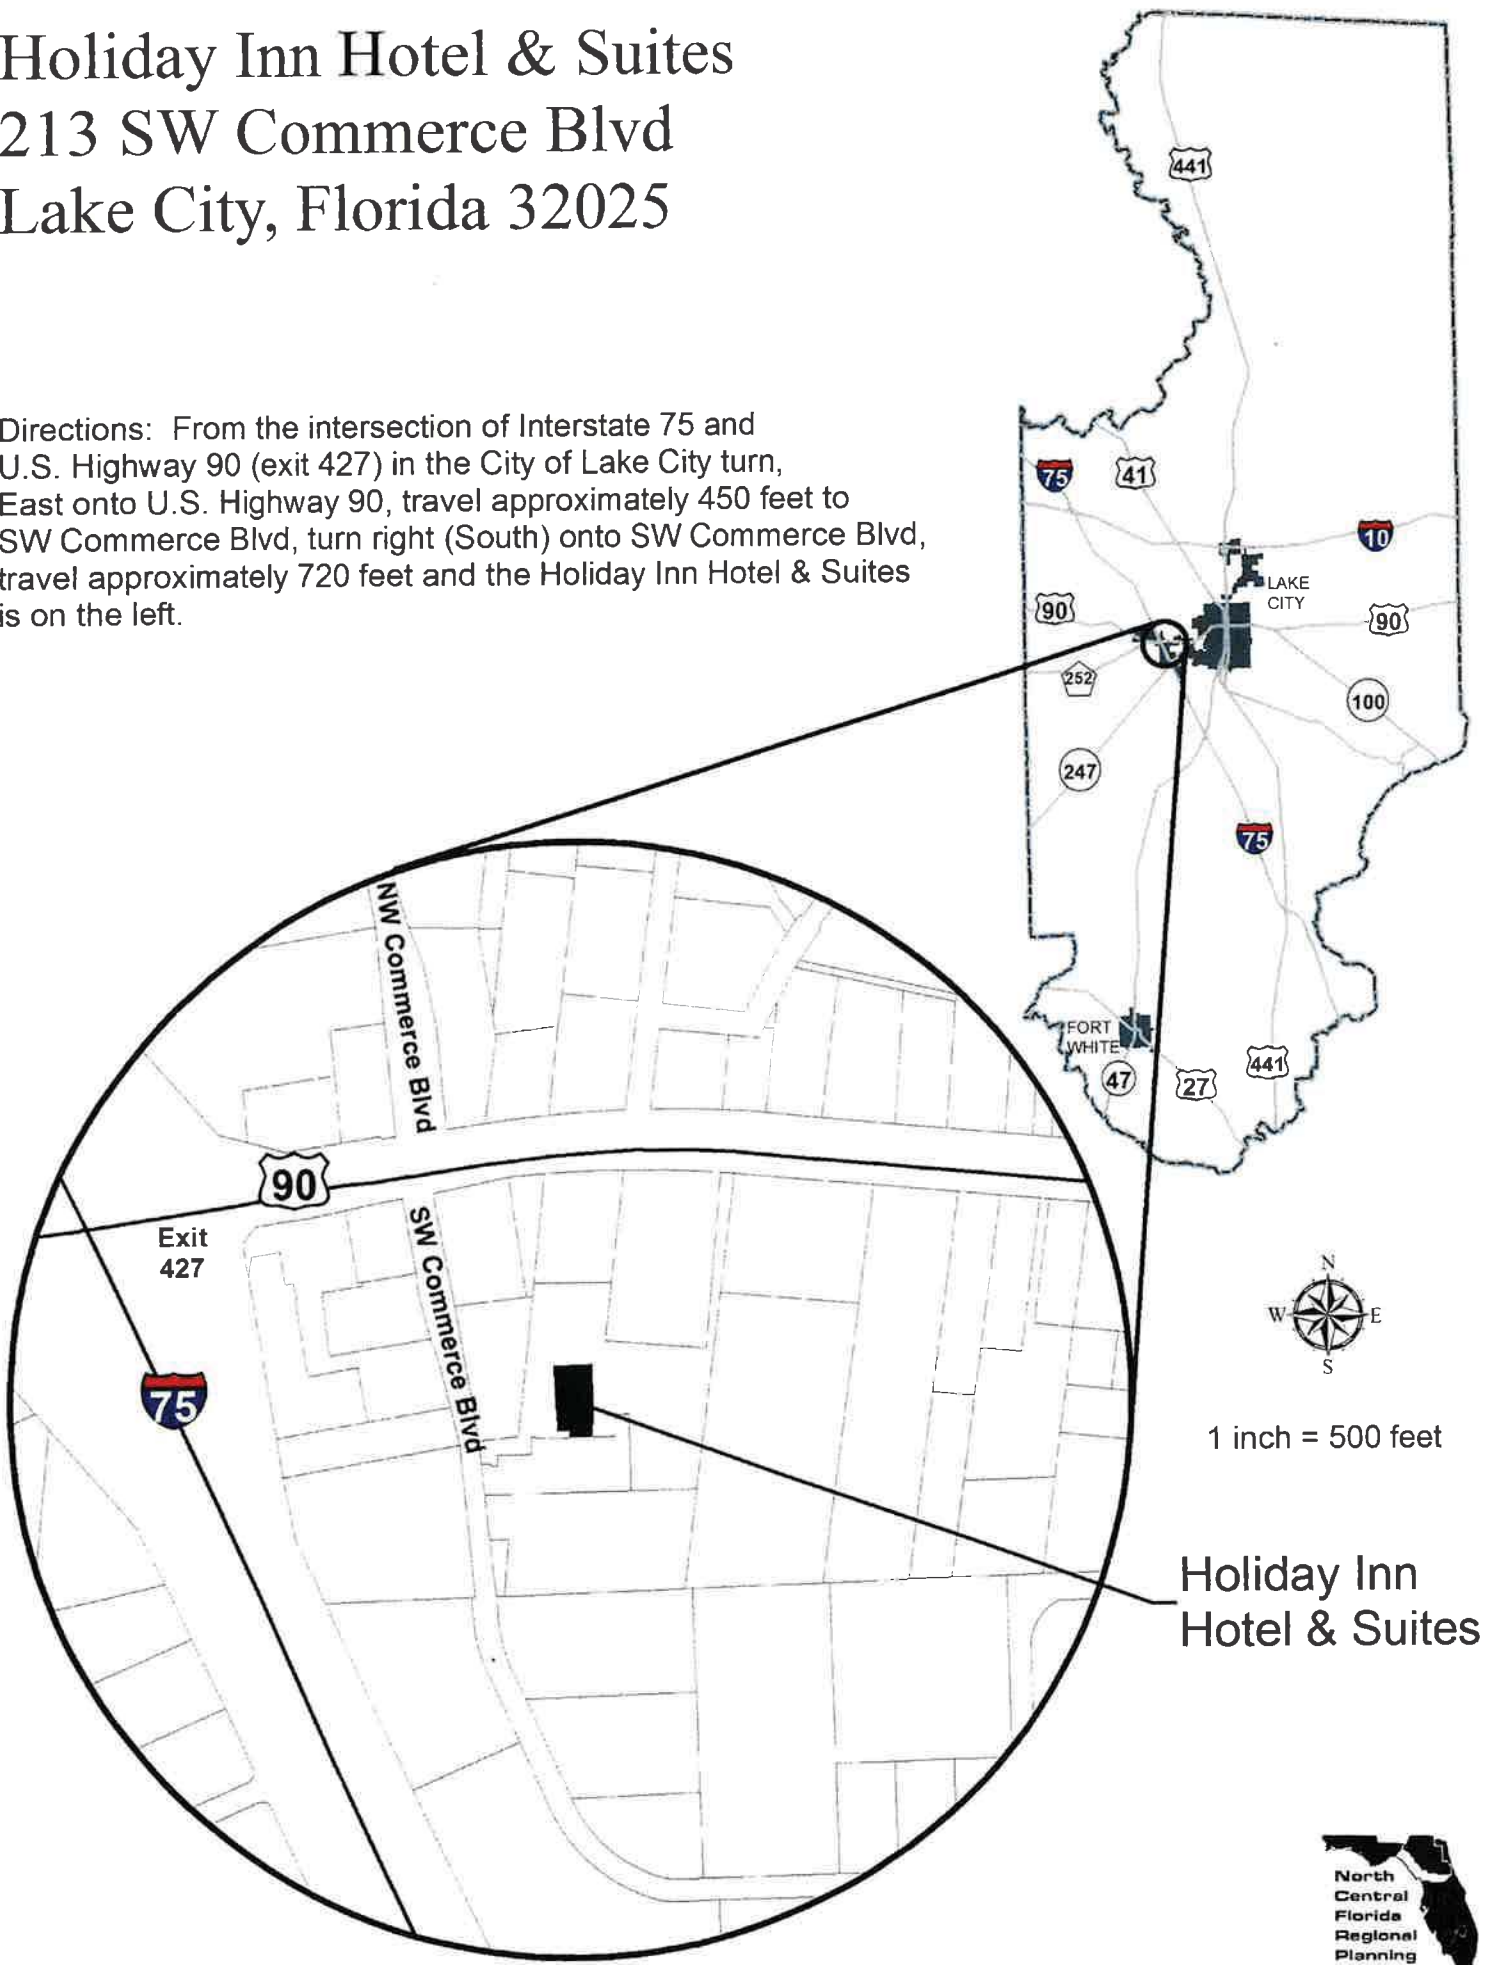 Holiday Inn Hotel & Suites
213 SW Commerce Blvd
Lake City, Florida 32025
Directions: From the intersection of Interstate 75 and
U.S. Highway 90 (exit 427) in the City of Lake City turn,
East onto U.S. Highway 90, travel approximately 450 feet to
SW Commerce Blvd, turn right (South) onto SW Commerce Blvd,
travel approximately 720 feet and the Holiday Inn Hotel & Suites
is on the left.
441
75
41
10
LAKE
CITY
90
90
252
100
247
75
FORT
WHITE
47
27
441
NW Commerce Blvd
90
Exit
427
SW Commerce Blvd
75
N
W
E
S
1 inch = 500 feet
Holiday Inn
Hotel & Suites
North
Central
Florida
Regional
Planning